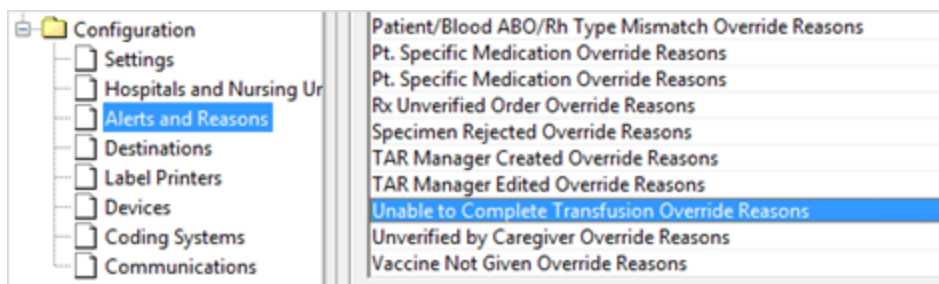 Configuration
Settings
Hospitals and Nursing Ur
Alerts and Reasons
Destinations
Label Printers
Devices
Coding Systems
Communications
Patient/Blood ABO/Rh Type Mismatch Override Reasons
Pt. Specific Medication Override Reasons
Pt. Specific Medication Override Reasons
Rx Unverified Order Override Reasons
Specimen Rejected Override Reasons
TAR Manager Created Override Reasons
TAR Manager Edited Override Reasons
Unable to Complete Transfusion Override Reasons
Unverified by Caregiver Override Reasons
Vaccine Not Given Override Reasons